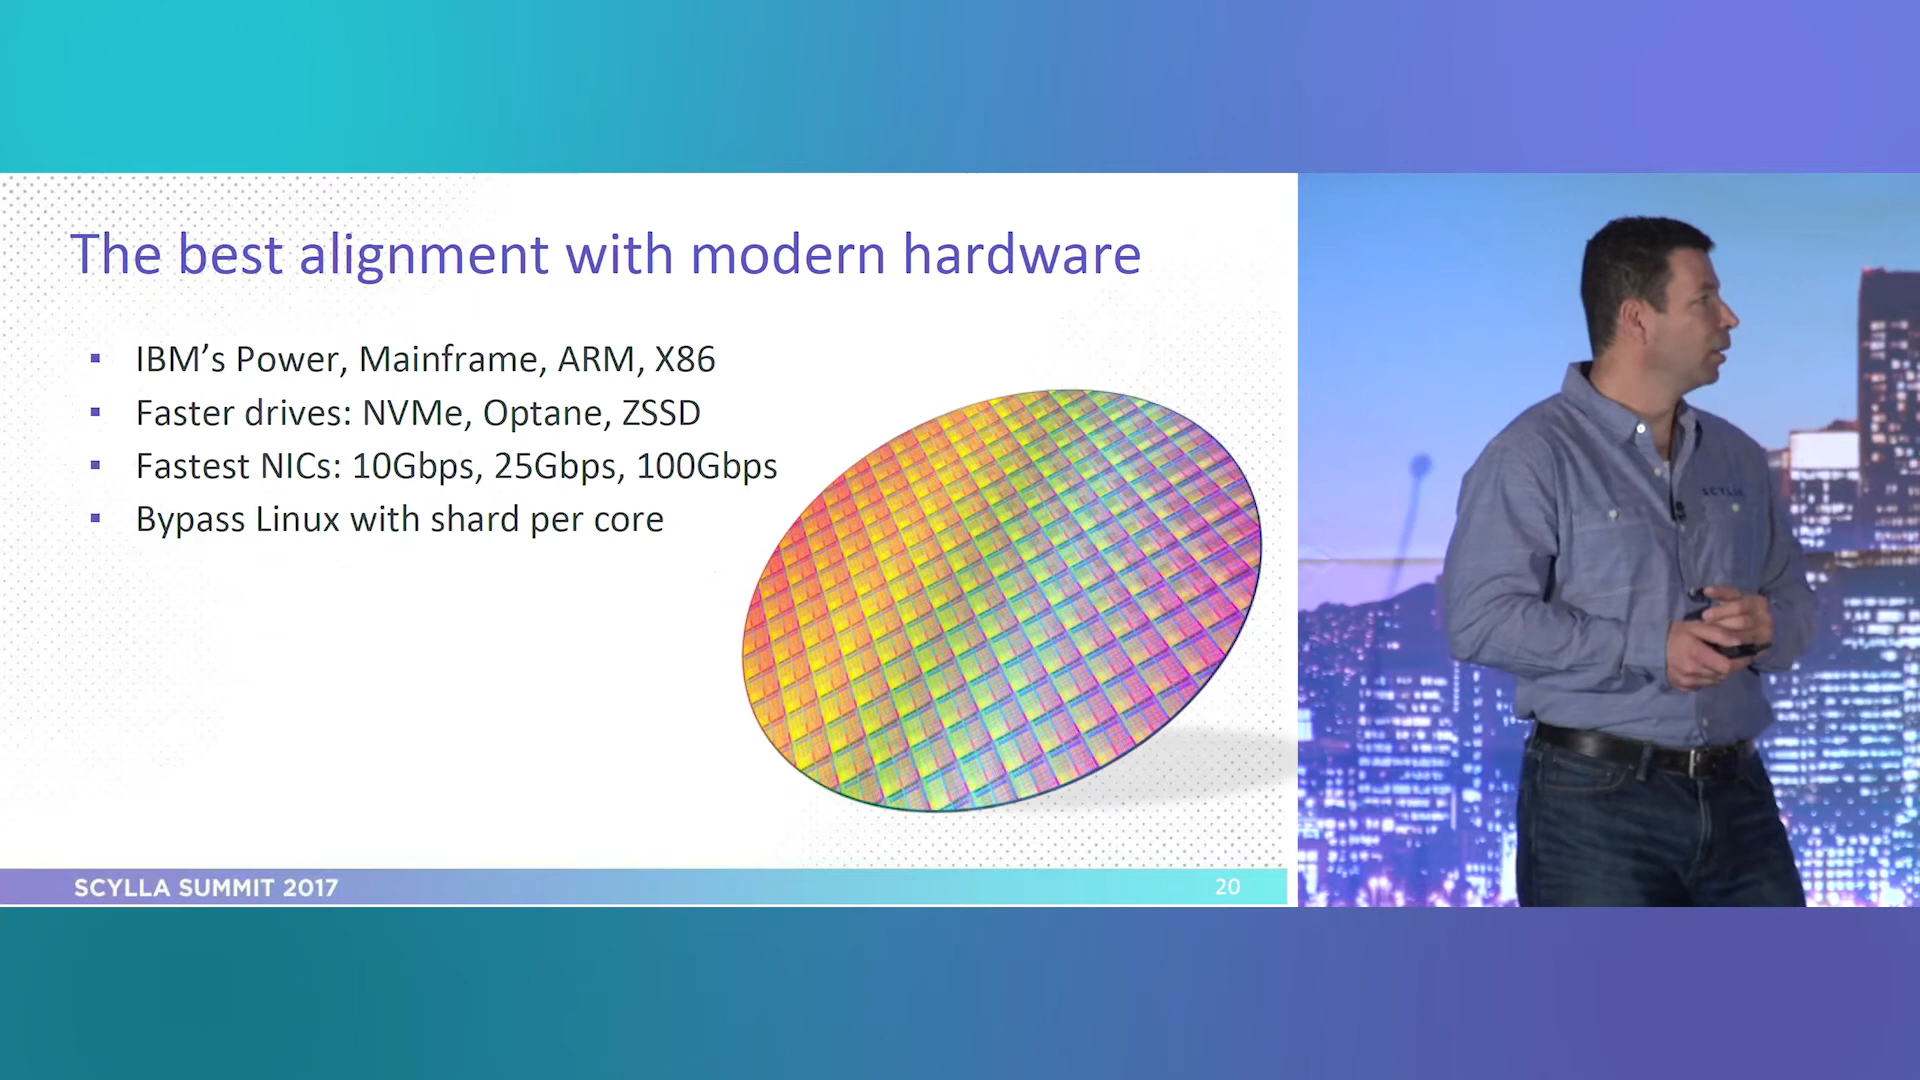 The best alignment with modern hardware
▪ IBM's Power, Mainframe, ARM, X86
▪ Faster drives: NVMe, Optane, ZSSD
▪ Fastest NICs: 10Gbps, 25Gbps, 100Gbps
▪ Bypass Linux with shard per core
SCYLLA SUMMIT 2017
20